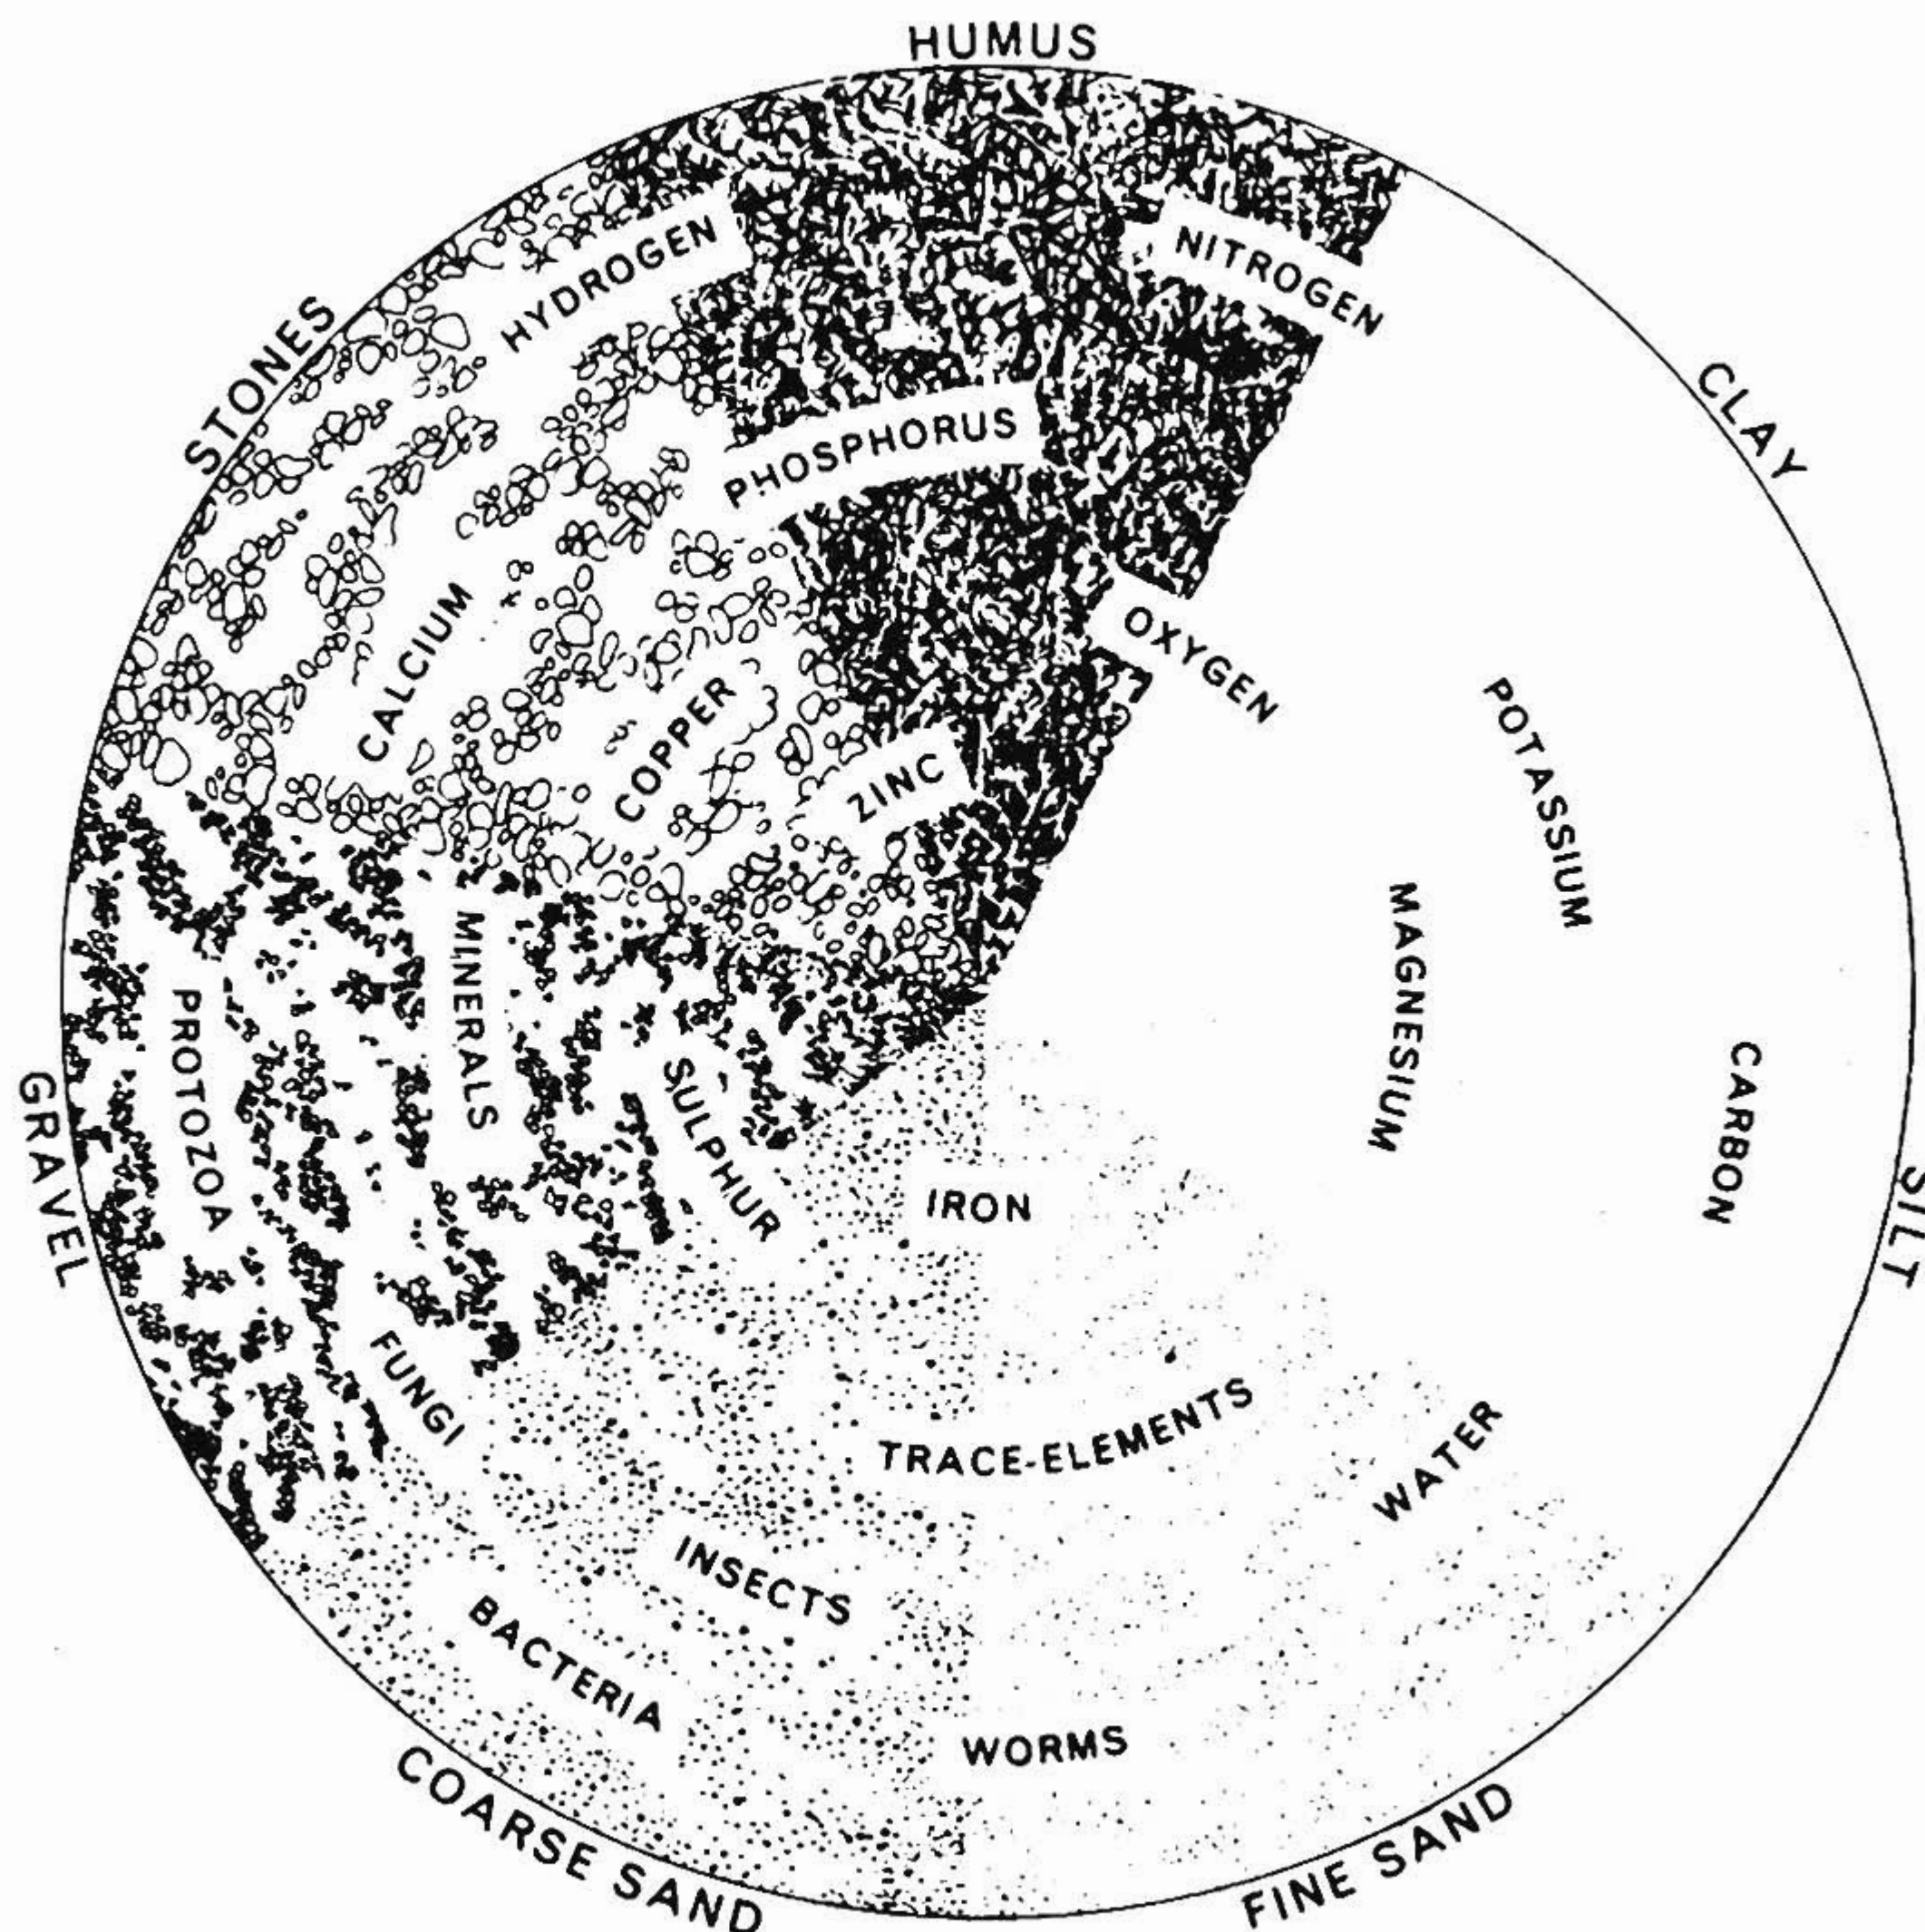 HUMUS
HYDROGEN
NITROGEN
STONES
CLAY
PHOSPHORUS
OXYGEN
CALCIUM
COPPER
ZINC
POTASSIUM
MINERALS
MAGNESIUM
PROTOZOA
SULPHUR
CARBON
GRAVEL
IRON
SILT
FUNGI
TRACE-ELEMENTS
WATER
INSECTS
BACTERIA
WORMS
COARSE SAND
FINE SAND